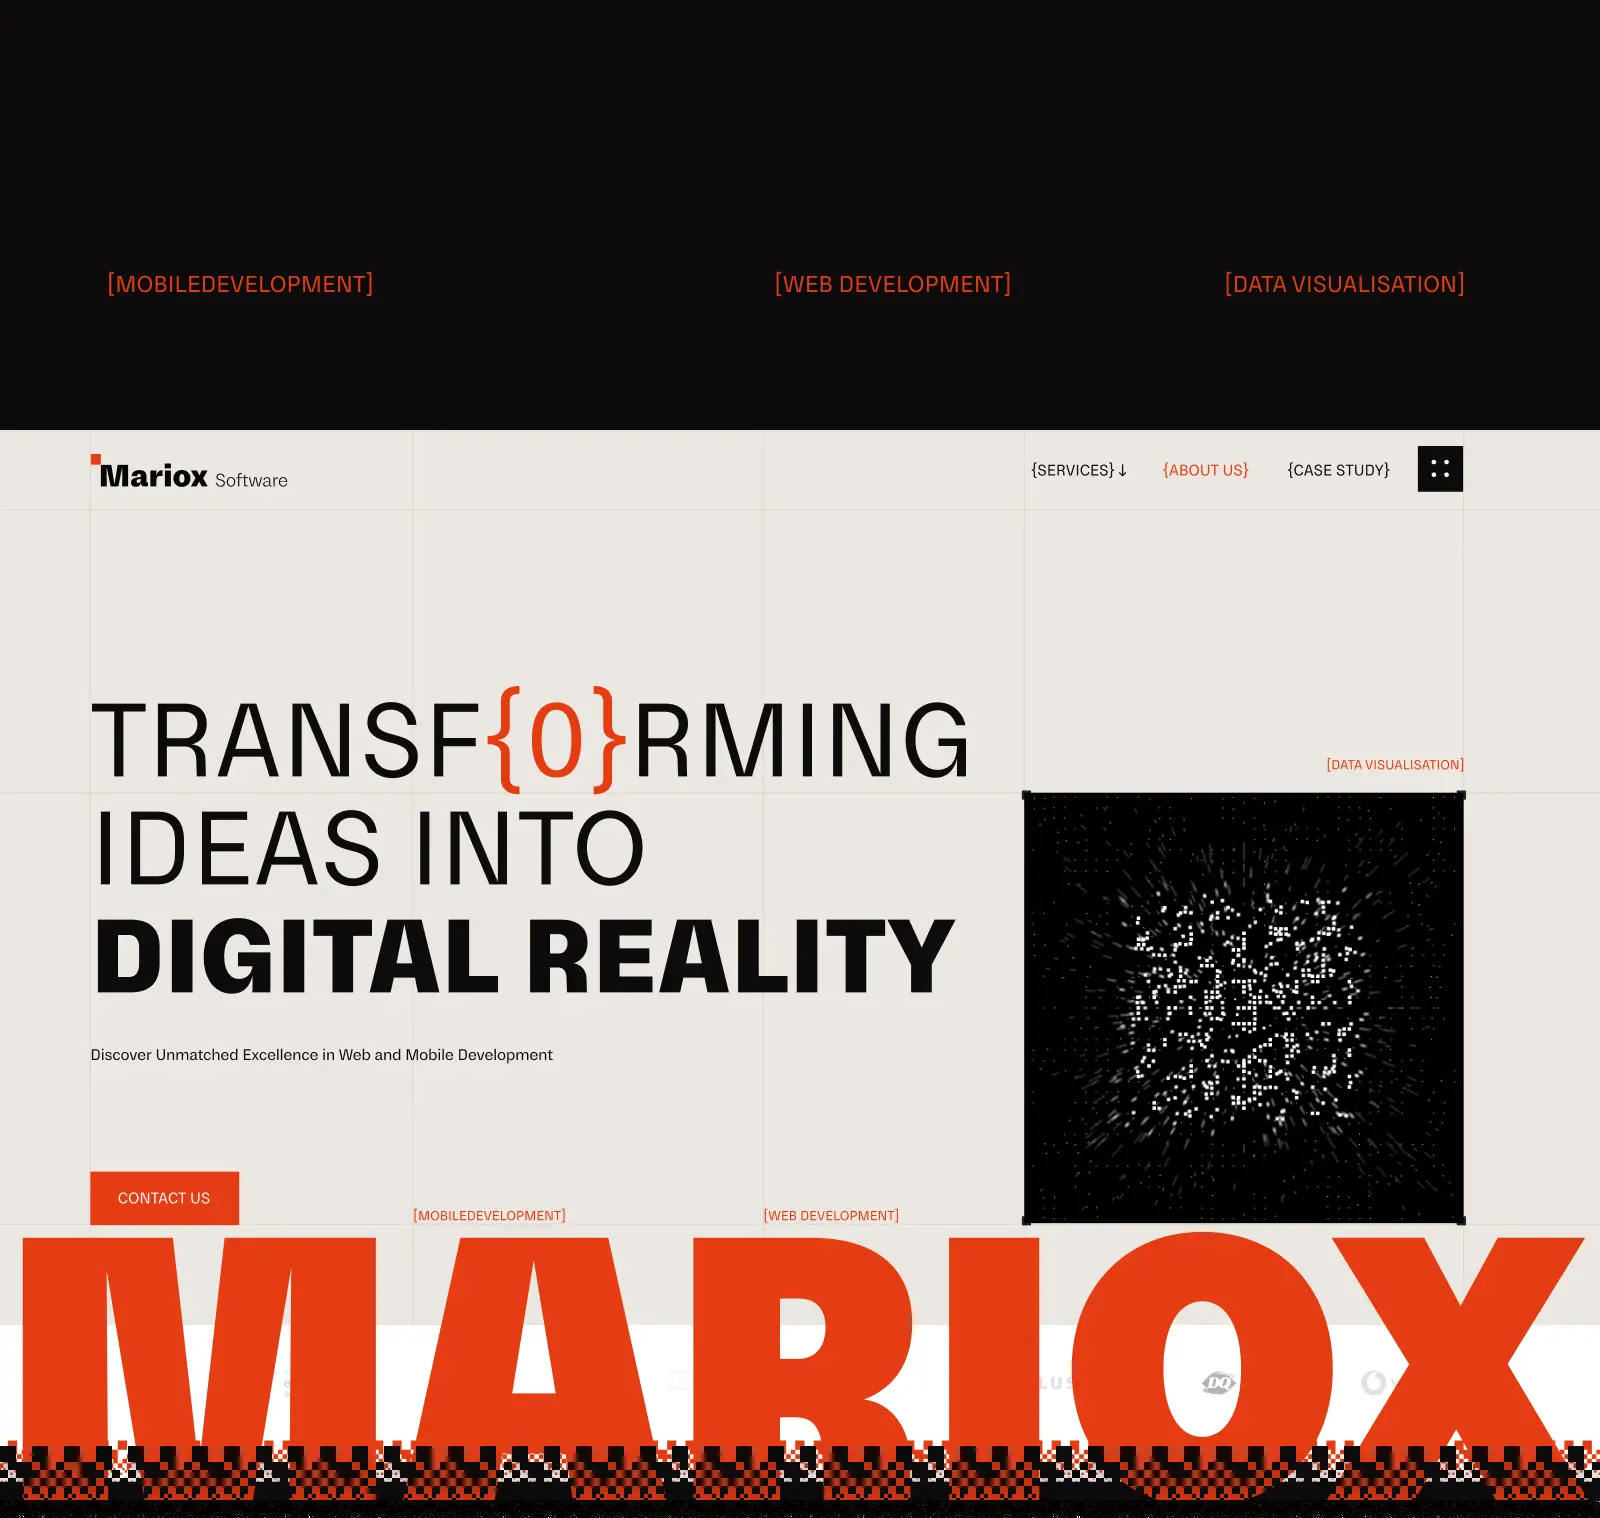 [MOBILEDEVELOPMENT] [WEB DEVELOPMENT] [DATA VISUALISATION]
Mariox Software
{SERVICES}↓ {ABOUT US} {CASE STUDY}
TRANSF{0}RMING
IDEAS INTO
DIGITAL REALITY
[DATA VISUALISATION]
Discover Unmatched Excellence in Web and Mobile Development
CONTACT US
[MOBILEDEVELOPMENT] [WEB DEVELOPMENT]
MARIOX
DQ